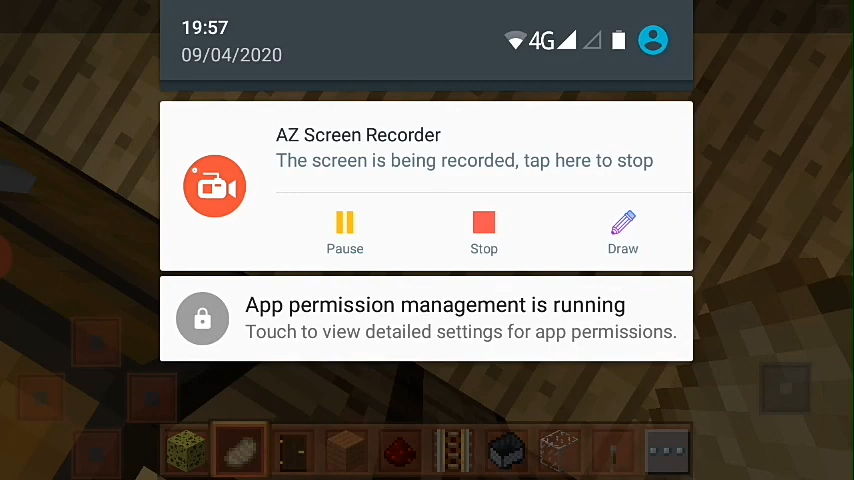 19:57
4G
09/04/2020
AZ Screen Recorder
The screen is being recorded, tap here to stop
Pause
Stop
Draw
App permission management is running
Touch to view detailed settings for app permissions.